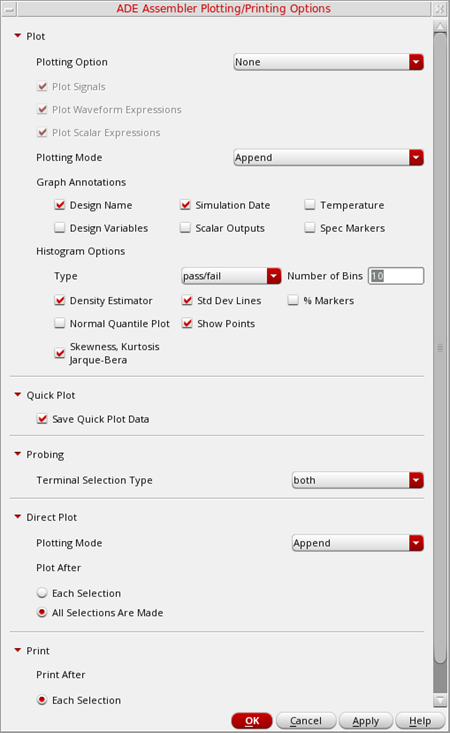 ADE Assembler Plotting/Printing Options
Plot
Plotting Option None
Plot Signals
Plot Waveform Expressions
Plot Scalar Expressions
Plotting Mode Append
Graph Annotations
Design Name Simulation Date Temperature
Design Variables Scalar Outputs Spec Markers
Histogram Options
Type pass/fail Number of Bins 10
Density Estimator Std Dev Lines % Markers
Normal Quantile Plot Show Points
Skewness, Kurtosis
Jarque-Bera
Quick Plot
Save Quick Plot Data
Probing
Terminal Selection Type both
Direct Plot
Plotting Mode Append
Plot After
Each Selection
All Selections Are Made
Print
Print After
Each Selection
OK Cancel Apply Help